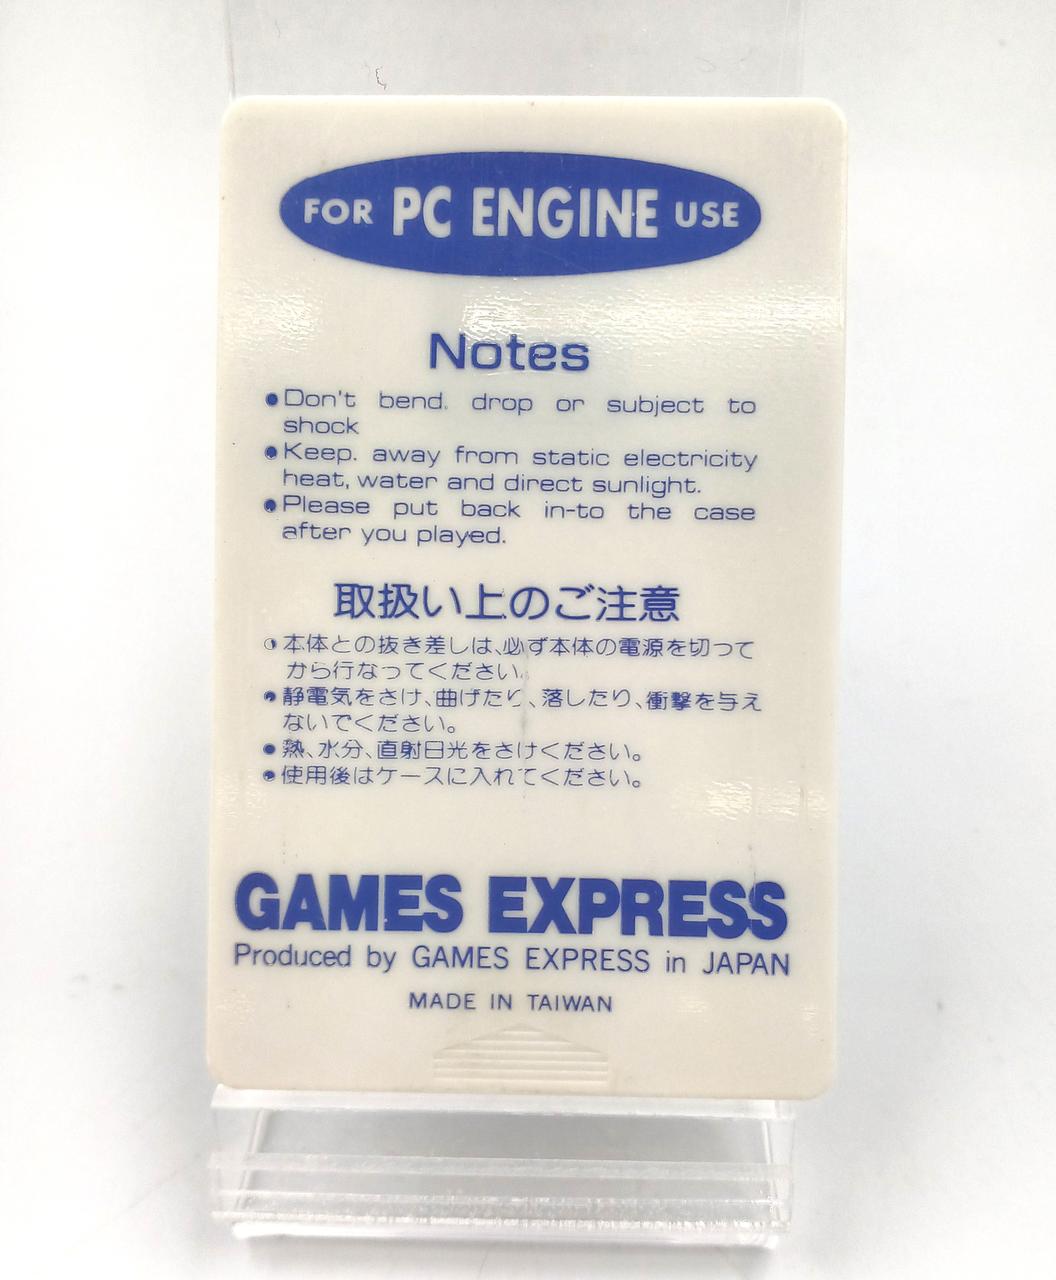 FOR PC ENGINE USE
Notes
●Don't bend. drop or subject to
shock
●Keep. away from static electricity
heat, water and direct sunlight.
●Please put back in-to the case
after you played.
取扱い上のご注意
●本体との抜き差しは、必ず本体の電源を切って
から行なってください。
●静電気をさけ、曲げたり、落したり、衝撃を与え
ないでください。
●熱、水分、直射日光をさけください。
●使用後はケースに入れてください。
GAMES EXPRESS
Produced by GAMES EXPRESS in JAPAN
MADE IN TAIWAN